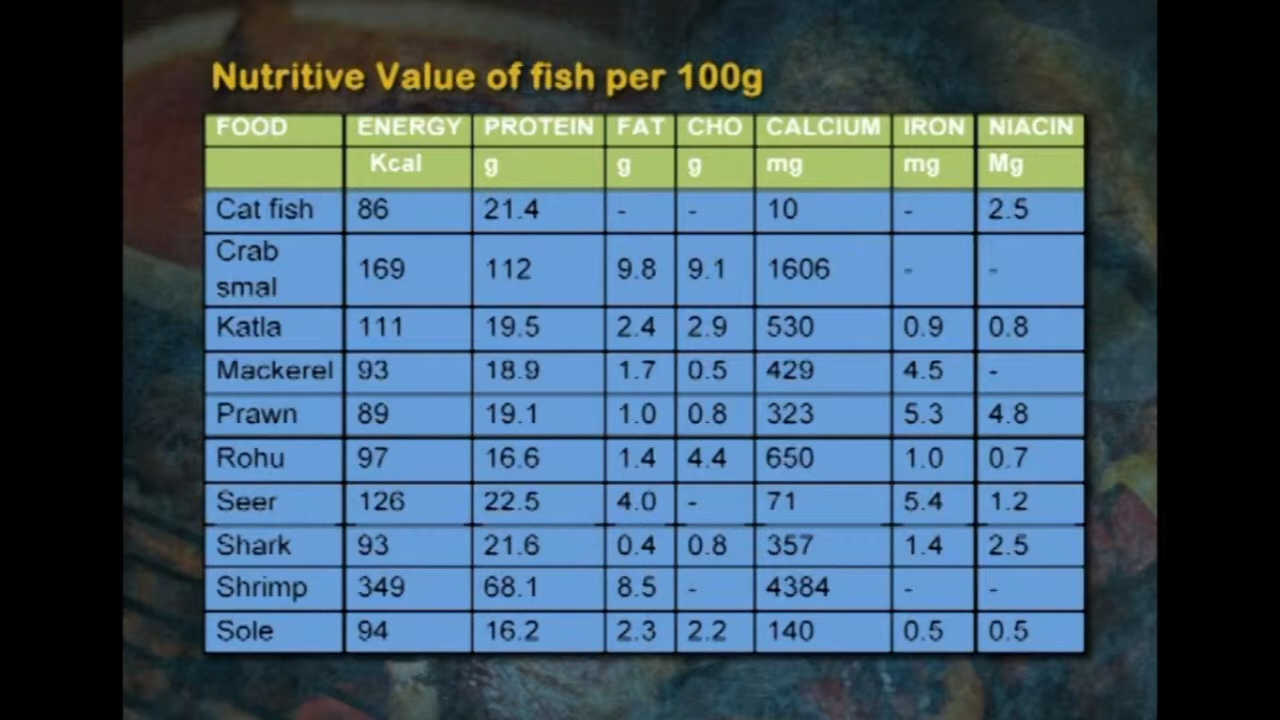 Nutritive Value of fish per 100g
FOOD ENERGY PROTEIN FAT CHO CALCIUM IRON NIACIN
Kcal g g g mg mg Mg
Cat fish 86 21.4 - - 10 - 2.5
Crab smal 169 112 9.8 9.1 1606 - -
Katla 111 19.5 2.4 2.9 530 0.9 0.8
Mackerel 93 18.9 1.7 0.5 429 4.5 -
Prawn 89 19.1 1.0 0.8 323 5.3 4.8
Rohu 97 16.6 1.4 4.4 650 1.0 0.7
Seer 126 22.5 4.0 - 71 5.4 1.2
Shark 93 21.6 0.4 0.8 357 1.4 2.5
Shrimp 349 68.1 8.5 - 4384 - -
Sole 94 16.2 2.3 2.2 140 0.5 0.5